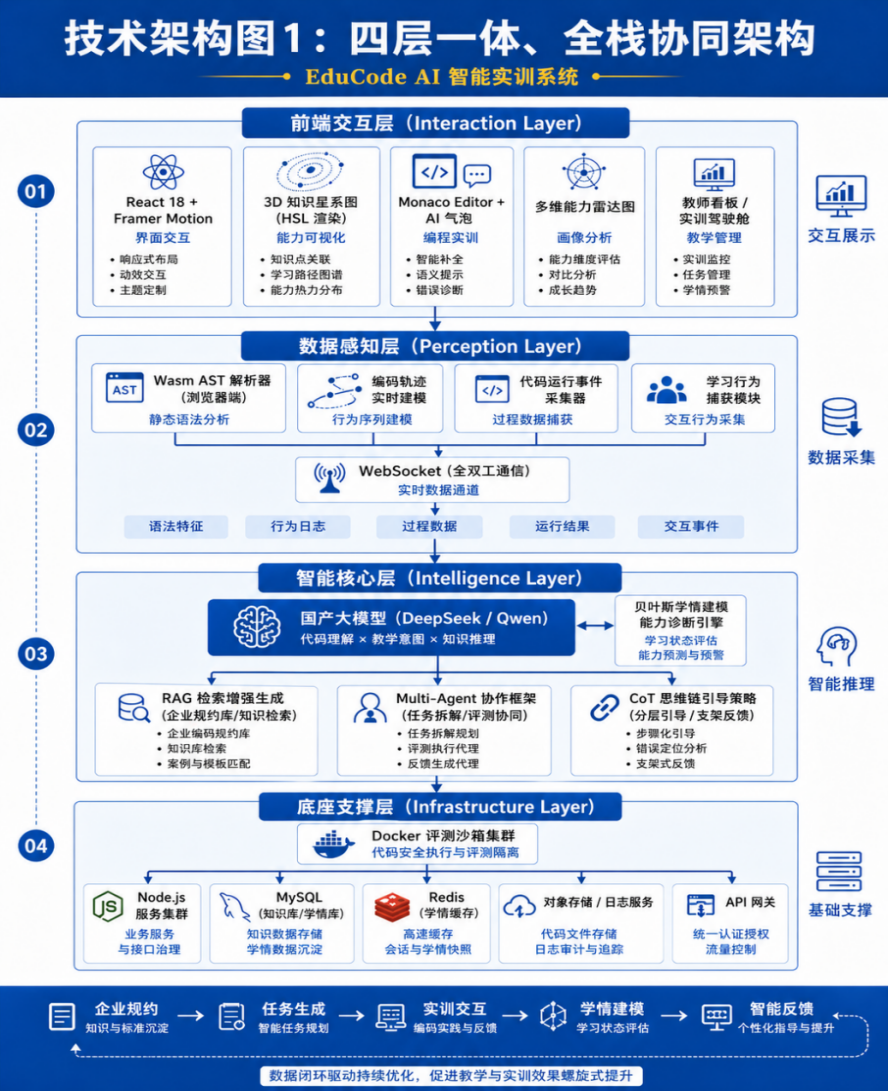 技术架构图1：四层一体、全栈协同架构
EduCode AI 智能实训系统
前端交互层（Interaction Layer）
01
React 18 +
Framer Motion
界面交互
• 响应式布局
• 动效交互
• 主题定制
3D 知识星系图
(HSL 渲染)
能力可视化
• 知识点关联
• 学习路径图谱
• 能力热力分布
</>
Monaco Editor +
AI 气泡
编程实训
• 智能补全
• 语义提示
• 错误诊断
多维能力雷达图
画像分析
• 能力维度评估
• 对比分析
• 成长趋势
教师看板 /
实训驾驶舱
教学管理
• 实训监控
• 任务管理
• 学情预警
交互展示
数据感知层（Perception Layer）
02
AST
Wasm AST 解析器
（浏览器端）
静态语法分析
编码轨迹
实时建模
行为序列建模
</>
代码运行事件
采集器
过程数据捕获
学习行为
捕获模块
交互行为采集
WebSocket (全双工通信)
实时数据通道
语法特征
行为日志
过程数据
运行结果
交互事件
数据采集
智能核心层（Intelligence Layer）
03
国产大模型（DeepSeek / Qwen）
代码理解 × 教学意图 × 知识推理
贝叶斯学情建模
能力诊断引擎
学习状态评估
能力预测与预警
RAG 检索增强生成
(企业规约库/知识检索)
• 企业编码规约库
• 知识库检索
• 案例与模板匹配
Multi-Agent 协作框架
(任务拆解/评测协同)
• 任务拆解规划
• 评测执行代理
• 反馈生成代理
CoT 思维链引导策略
(分层引导 / 支架反馈)
• 步骤化引导
• 错误定位分析
• 支架式反馈
智能推理
底座支撑层（Infrastructure Layer）
04
Docker 评测沙箱集群
代码安全执行与评测隔离
JS
Node.js
服务集群
业务服务
与接口治理
MySQL
(知识库/学情库)
知识数据存储
学情数据沉淀
Redis
(学情缓存)
高速缓存
会话与学情快照
对象存储 / 日志服务
代码文件存储
日志审计与追踪
API 网关
统一认证授权
流量控制
基础支撑
企业规约
知识与标准沉淀
任务生成
智能任务规划
实训交互
编码实践与反馈
学情建模
学习状态评估
智能反馈
个性化指导与提升
数据闭环驱动持续优化，促进教学与实训效果螺旋式提升